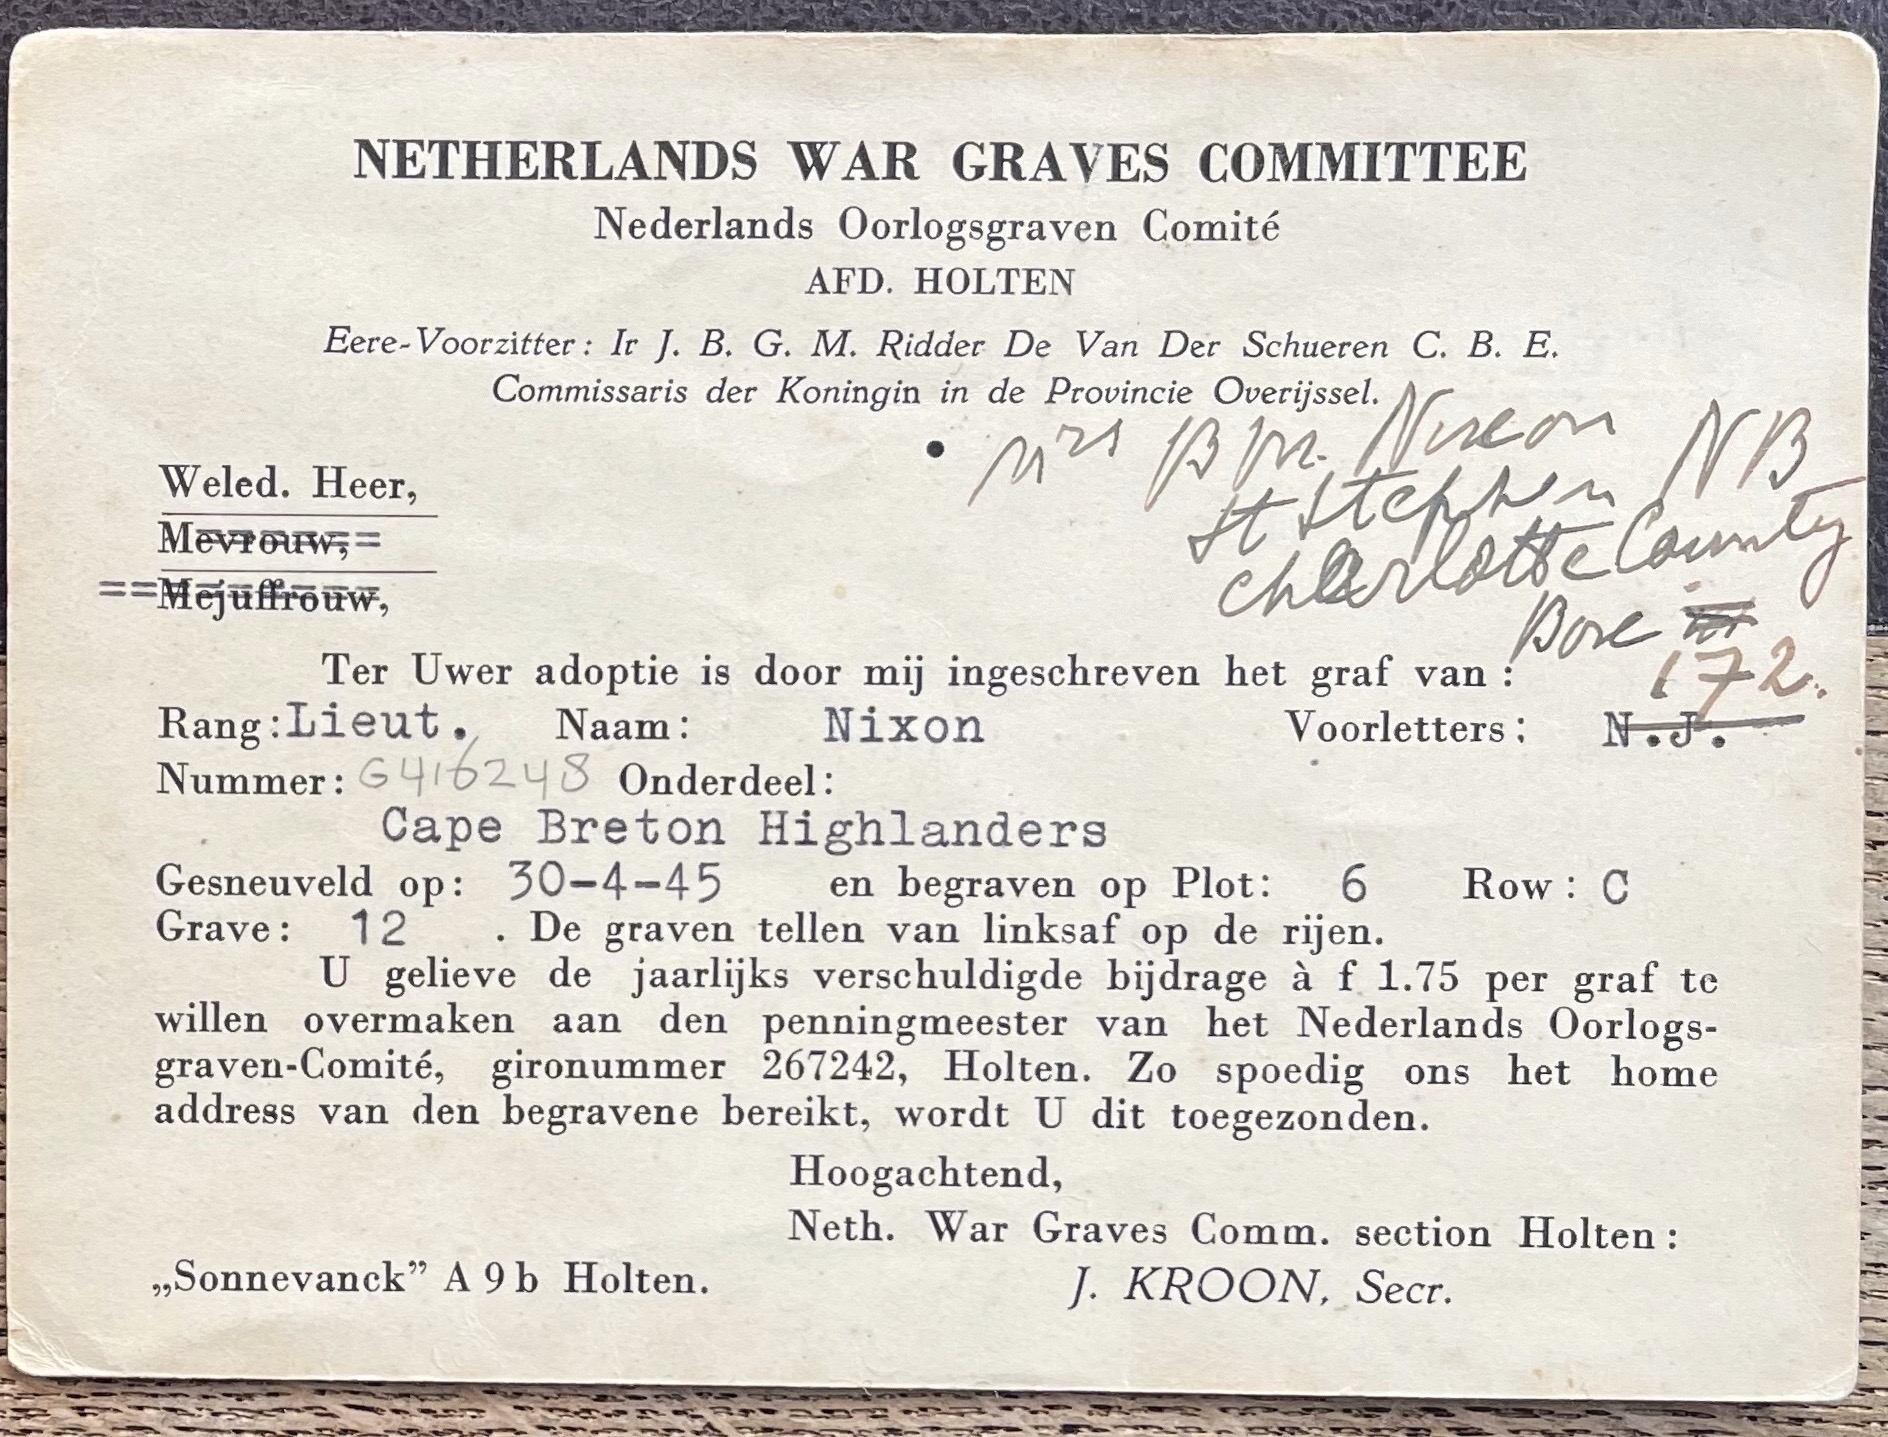 NETHERLANDS WAR GRAVES COMMITTEE
Nederlands Oorlogsgraven Comité
AFD. HOLTEN
Eere-Voorzitter: Ir J. B. G. M. Ridder De Van Der Schueren C. B. E.
Commissaris der Koningin in de Provincie Overijssel.
Mrs B M. Nixon NB
St Stephen
Charlotte County
Box
172.
Weled. Heer,
Mevrouw,
Mejuffrouw,
Ter Uwer adoptie is door mij ingeschreven het graf van:
Rang: Lieut. Naam: Nixon Voorletters: N.J.
Nummer: G416248 Onderdeel:
Cape Breton Highlanders
Gesneuveld op: 30-4-45 en begraven op Plot: 6 Row: C
Grave: 12 . De graven tellen van linksaf op de rijen.
U gelieve de jaarlijks verschuldigde bijdrage à f 1.75 per graf te
willen overmaken aan den penningmeester van het Nederlands Oorlogs-
graven-Comité, gironummer 267242, Holten. Zo spoedig ons het home
address van den begravene bereikt, wordt U dit toegezonden.
Hoogachtend,
Neth. War Graves Comm. section Holten:
„Sonnevanck” A 9 b Holten. J. KROON, Secr.